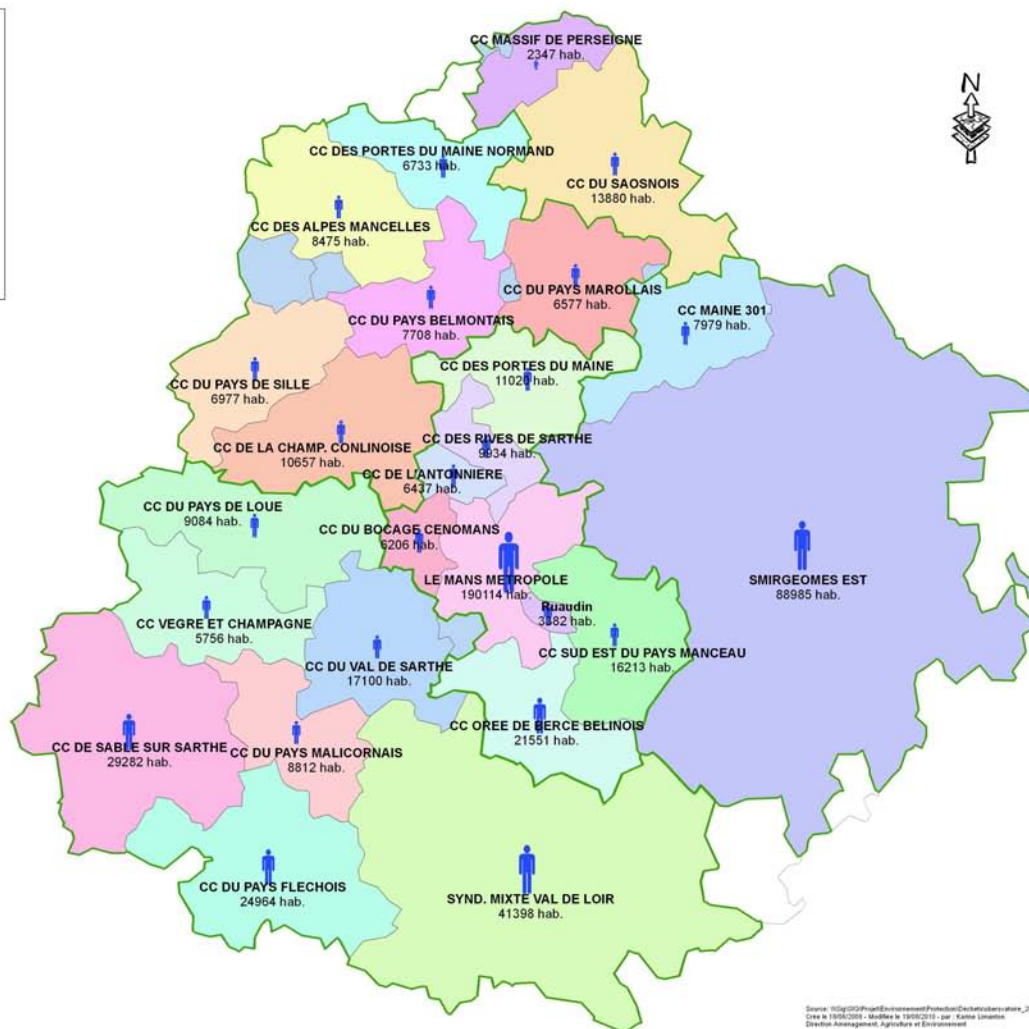 CC MASSIF DE PERSEIGNE
2347 hab.
N
CC DES PORTES DU MAINE NORMAND
6733 hab.
CC DU SAOSNOIS
13880 hab.
CC DES ALPES MANCELLES
8475 hab.
CC DU PAYS MAROLLAIS
6577 hab.
CC MAINE 301
7979 hab.
CC DU PAYS BELMONTAIS
7708 hab.
CC DES PORTES DU MAINE
11020 hab.
CC DU PAYS DE SILLE
6977 hab.
CC DES RIVES DE SARTHE
9934 hab.
CC DE LA CHAMP. CONLINOISE
10657 hab.
CC DE L'ANTONNIERE
6437 hab.
CC DU PAYS DE LOUE
9084 hab.
CC DU BOCAGE CENOMANS
6206 hab.
LE MANS METROPOLE
190114 hab.
SMIRGEOMES EST
88985 hab.
Ruaudin
3382 hab.
CC VEGRE ET CHAMPAGNE
5756 hab.
CC SUD EST DU PAYS MANCEAU
16213 hab.
CC DU VAL DE SARTHE
17100 hab.
CC OREE DE BERCE BELINOIS
21551 hab.
CC DE SABLE SUR SARTHE
29282 hab.
CC DU PAYS MALICORNAIS
8812 hab.
CC DU PAYS FLECHOIS
24964 hab.
SYND. MIXTE VAL DE LOIR
41398 hab.
Direction Aménagement, Agriculture et Environnement